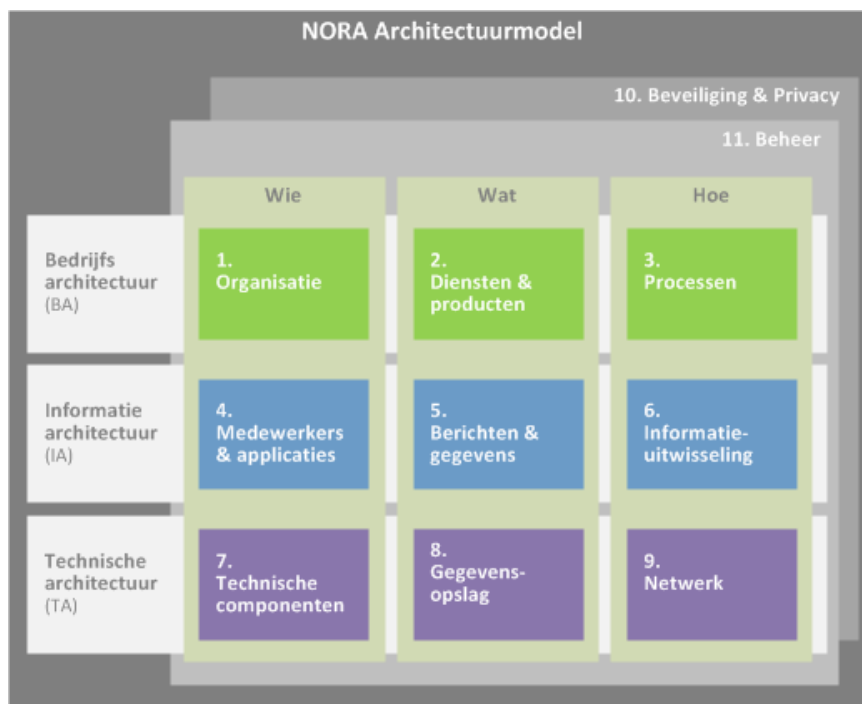 NORA Architectuurmodel
10. Beveiliging & Privacy
11. Beheer
Wie
Wat
Hoe
Bedrijfs
architectuur
(BA)
1.
Organisatie
2.
Diensten &
producten
3.
Processen
Informatie
architectuur
(IA)
4.
Medewerkers
& applicaties
5.
Berichten &
gegevens
6.
Informatie-
uitwisseling
Technische
architectuur
(TA)
7.
Technische
componenten
8.
Gegevens-
opslag
9.
Netwerk